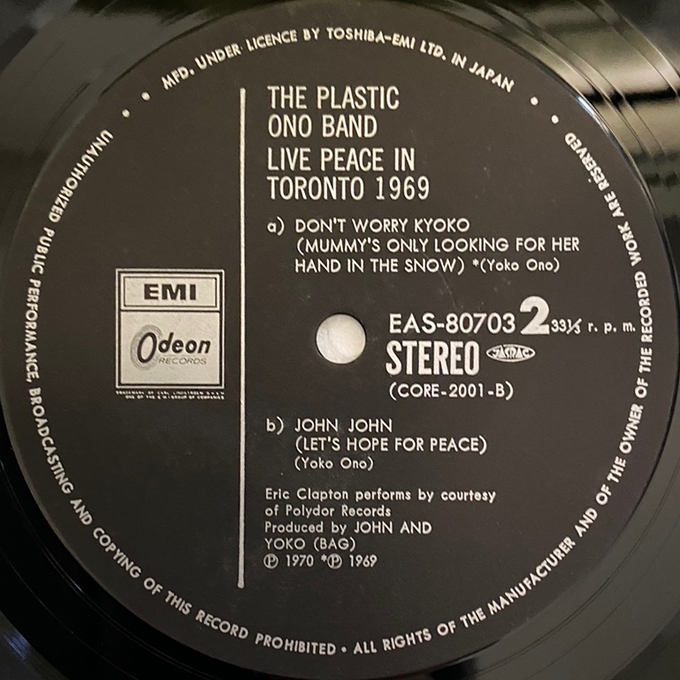 MFD. UNDER LICENCE BY TOSHIBA-EMI LTD. IN JAPAN
THE PLASTIC
ONO BAND
LIVE PEACE IN
TORONTO 1969
a) DON'T WORRY KYOKO
(MUMMY'S ONLY LOOKING FOR HER
HAND IN THE SNOW) *(Yoko Ono)
EMI
Odeon
RECORDS
EAS-80703 2 33⅓ r. p. m.
STEREO JASRAC
(CORE-2001-B)
b) JOHN JOHN
(LET'S HOPE FOR PEACE)
(Yoko Ono)
Eric Clapton performs by courtesy
of Polydor Records
Produced by JOHN AND
YOKO (BAG)
℗ 1970 *℗ 1969
UNAUTHORIZED PUBLIC PERFORMANCE, BROADCASTING AND COPYING OF THIS RECORD PROHIBITED • ALL RIGHTS OF THE MANUFACTURER AND OF THE OWNER OF THE RECORDED WORK ARE RESERVED